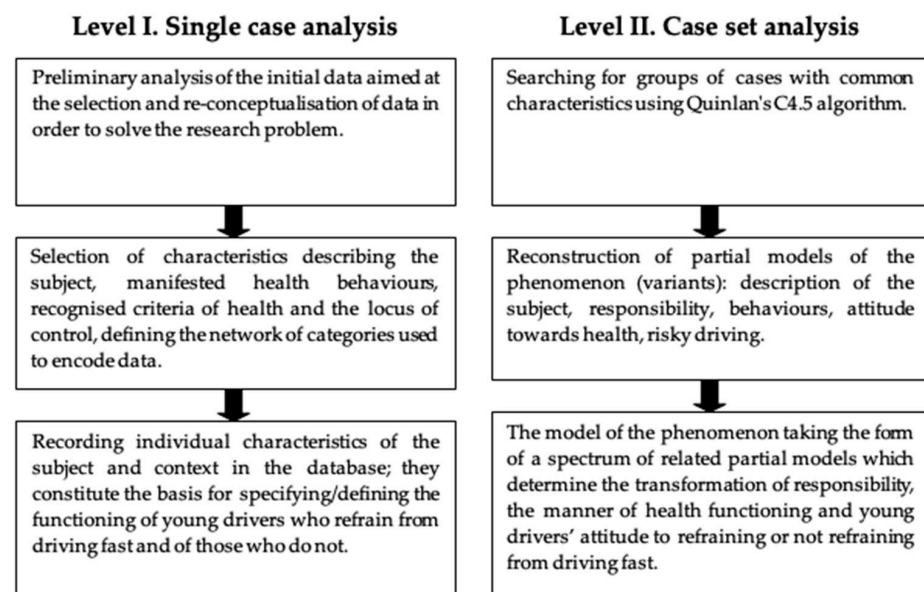 Level I. Single case analysis
Preliminary analysis of the initial data aimed at
the selection and re-conceptualisation of data in
order to solve the research problem.
Selection of characteristics describing the
subject, manifested health behaviours,
recognised criteria of health and the locus of
control, defining the network of categories used
to encode data.
Recording individual characteristics of the
subject and context in the database; they
constitute the basis for specifying/defining the
functioning of young drivers who refrain from
driving fast and of those who do not.
Level II. Case set analysis
Searching for groups of cases with common
characteristics using Quinlan's C4.5 algorithm.
Reconstruction of partial models of the
phenomenon (variants): description of the
subject, responsibility, behaviours, attitude
towards health, risky driving.
The model of the phenomenon taking the form
of a spectrum of related partial models which
determine the transformation of responsibility,
the manner of health functioning and young
drivers' attitude to refraining or not refraining
from driving fast.